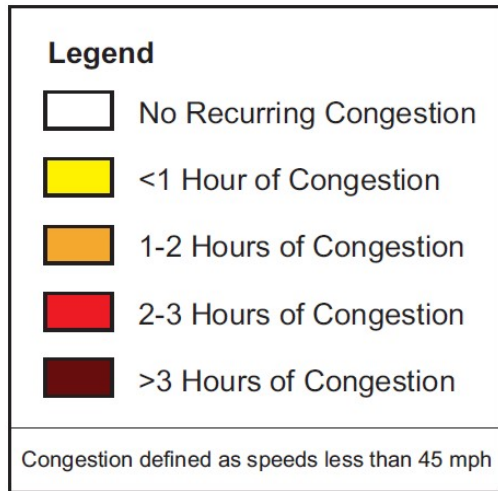 Legend
No Recurring Congestion
<1 Hour of Congestion
1-2 Hours of Congestion
2-3 Hours of Congestion
>3 Hours of Congestion
Congestion defined as speeds less than 45 mph